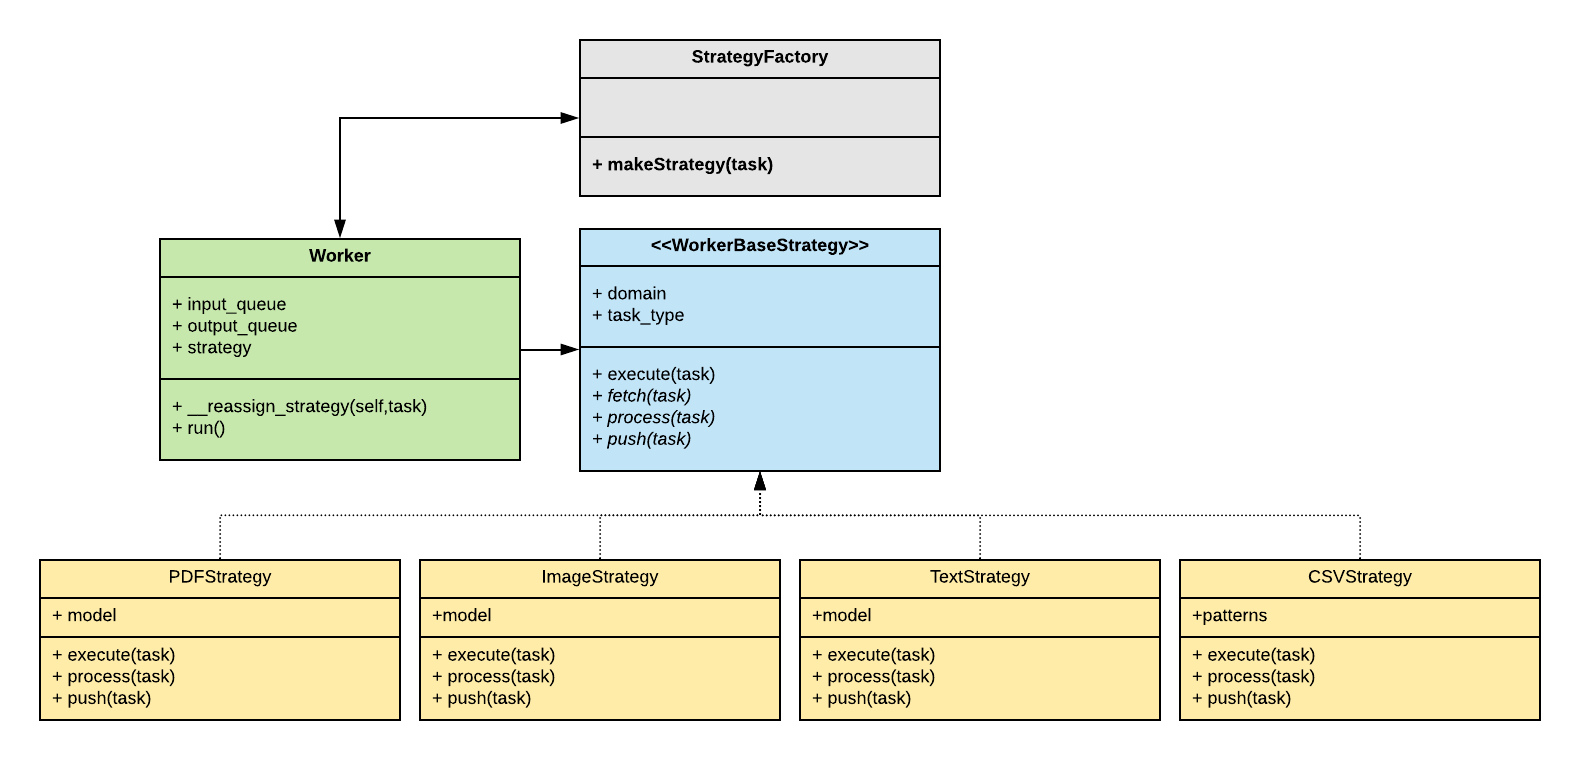 StrategyFactory
+ makeStrategy(task)
Worker
+ input_queue
+ output_queue
+ strategy
+ __reassign_strategy(self,task)
+ run()
<<WorkerBaseStrategy>>
+ domain
+ task_type
+ execute(task)
+ fetch(task)
+ process(task)
+ push(task)
PDFStrategy
+ model
+ execute(task)
+ process(task)
+ push(task)
ImageStrategy
+model
+ execute(task)
+ process(task)
+ push(task)
TextStrategy
+model
+ execute(task)
+ process(task)
+ push(task)
CSVStrategy
+patterns
+ execute(task)
+ process(task)
+ push(task)